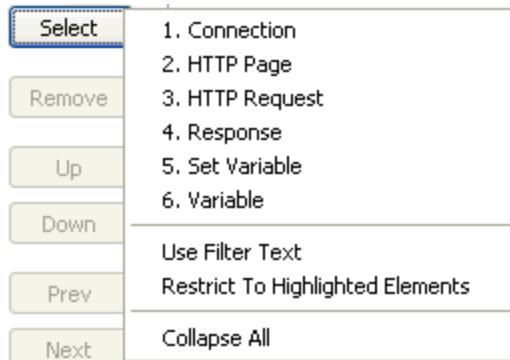 Select
Remove
Up
Down
Prev
Next
1. Connection
2. HTTP Page
3. HTTP Request
4. Response
5. Set Variable
6. Variable
Use Filter Text
Restrict To Highlighted Elements
Collapse All